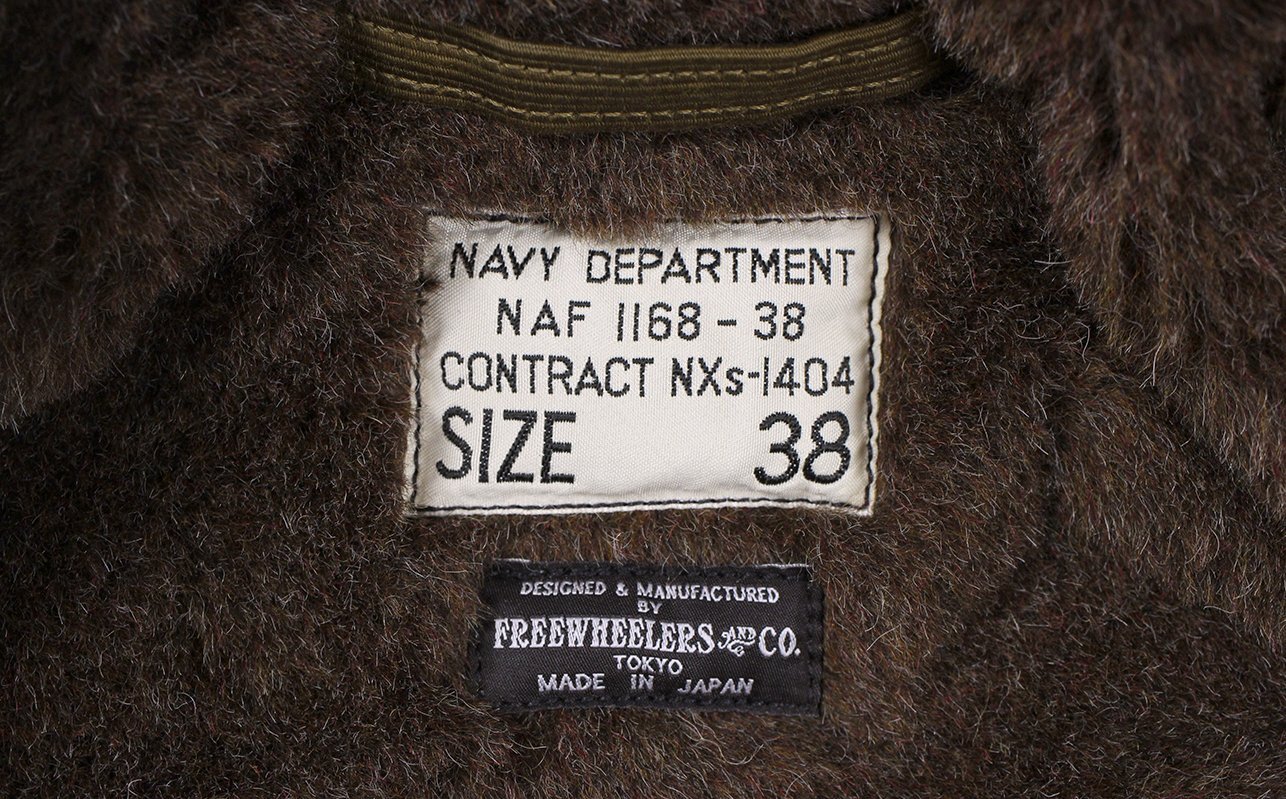 NAVY DEPARTMENT
NAF 1168 - 38
CONTRACT NXs-1404
SIZE 38
DESIGNED & MANUFACTURED
BY
FREEWHEELERS AND CO.
TOKYO
MADE IN JAPAN